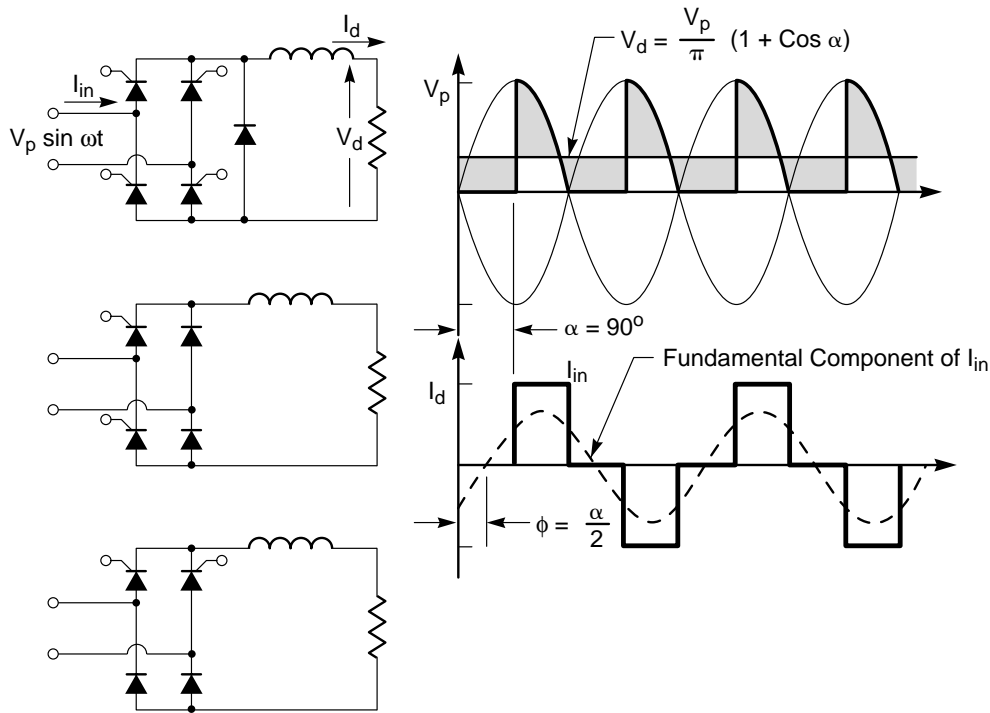 I_d
I_in
V_p sin ωt
V_d
V_d = V_p/π (1 + Cos α)
V_p
α = 90°
I_d
I_in
Fundamental Component of I_in
φ = α/2